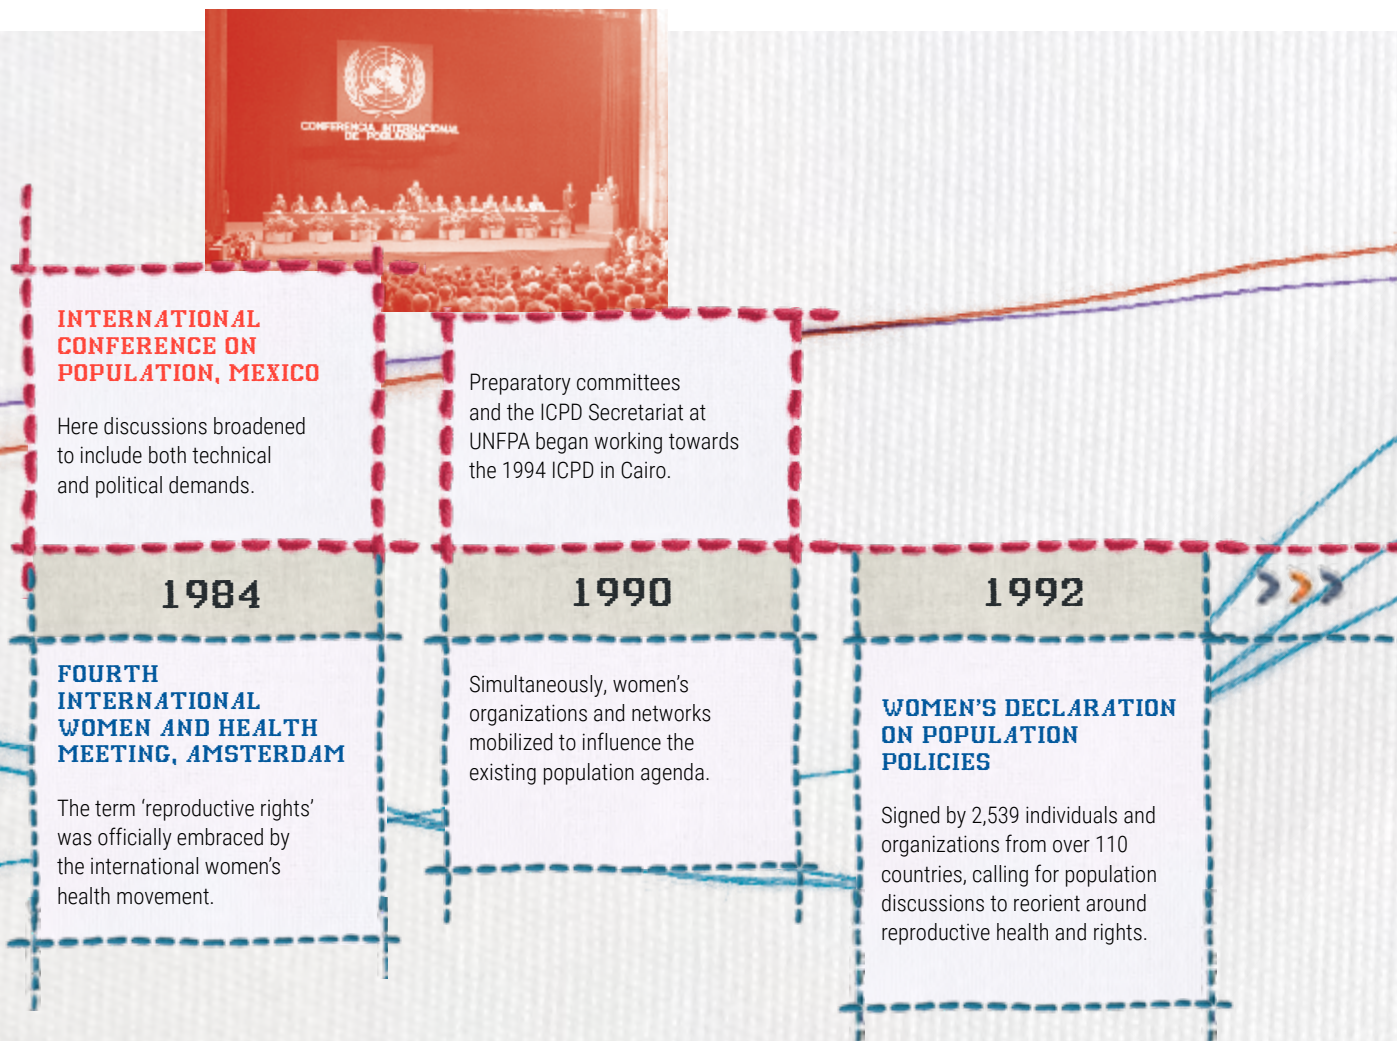 CONFERENCIA INTERNACIONAL
DE POBLACION
INTERNATIONAL
CONFERENCE ON
POPULATION, MEXICO
Here discussions broadened
to include both technical
and political demands.
Preparatory committees
and the ICPD Secretariat at
UNFPA began working towards
the 1994 ICPD in Cairo.
1984
1990
1992
FOURTH
INTERNATIONAL
WOMEN AND HEALTH
MEETING, AMSTERDAM
The term ‘reproductive rights’
was officially embraced by
the international women’s
health movement.
Simultaneously, women’s
organizations and networks
mobilized to influence the
existing population agenda.
WOMEN’S DECLARATION
ON POPULATION
POLICIES
Signed by 2,539 individuals and
organizations from over 110
countries, calling for population
discussions to reorient around
reproductive health and rights.